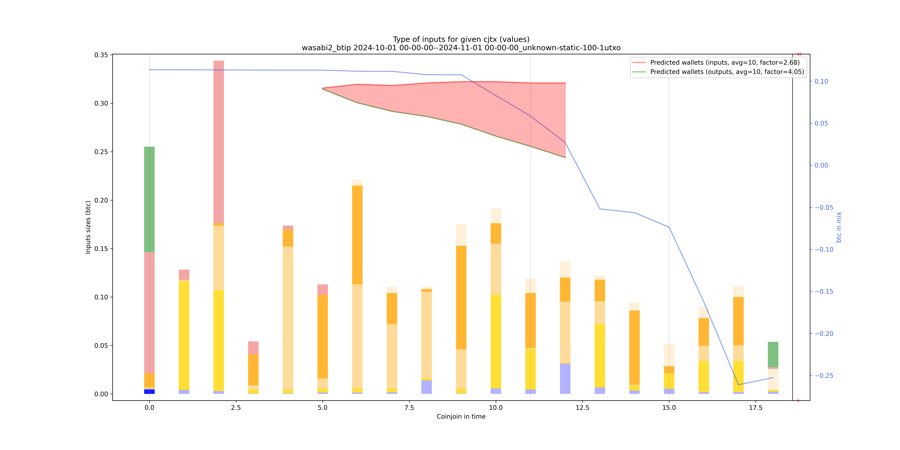 Type of inputs for given cjtx (values)
wasabi2_btip 2024-10-01 00-00-00--2024-11-01 00-00-00_unknown-static-100-1utxo
Predicted wallets (inputs, avg=10, factor=2.68)
Predicted wallets (outputs, avg=10, factor=4.05)
Inputs sizes (btc)
0.35
0.30
0.25
0.20
0.15
0.10
0.05
0.00
0.10
0.05
0.00
−0.05
−0.10
−0.15
−0.20
−0.25
btc in mix
0.0 2.5 5.0 7.5 10.0 12.5 15.0 17.5
Coinjoin in time